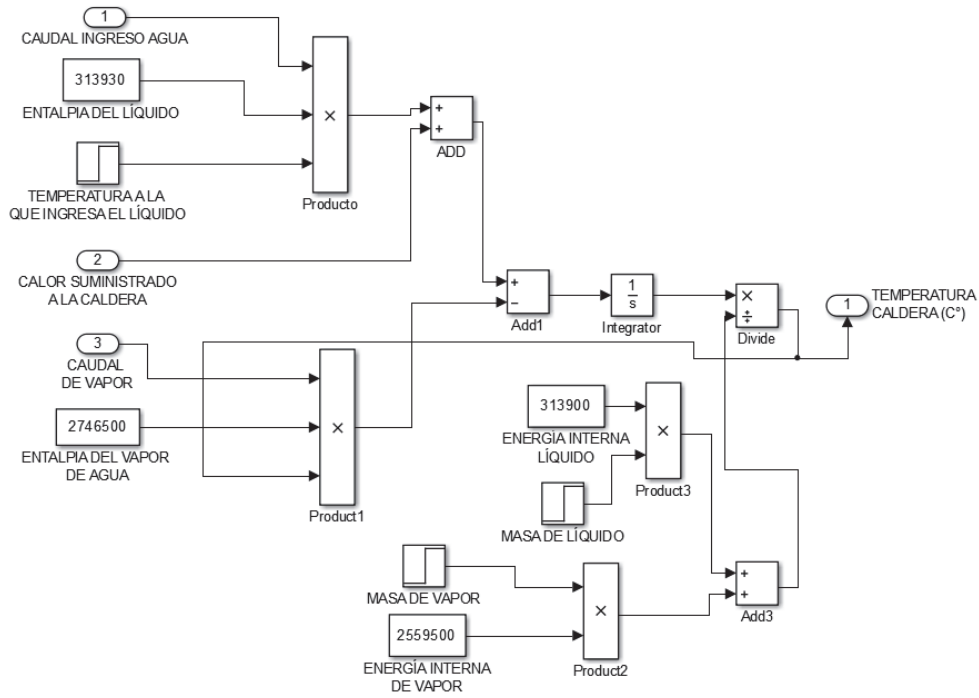 1
CAUDAL INGRESO AGUA
313930
ENTALPIA DEL LÍQUIDO
TEMPERATURA A LA
QUE INGRESA EL LÍQUIDO
×
Producto
+
+
ADD
2
CALOR SUMINISTRADO
A LA CALDERA
+
−
Add1
1
s
Integrator
×
÷
Divide
1
TEMPERATURA
CALDERA (C°)
3
CAUDAL
DE VAPOR
2746500
ENTALPIA DEL VAPOR
DE AGUA
×
Product1
313900
ENERGÍA INTERNA
LÍQUIDO
×
Product3
MASA DE LÍQUIDO
MASA DE VAPOR
2559500
ENERGÍA INTERNA
DE VAPOR
×
Product2
+
+
Add3